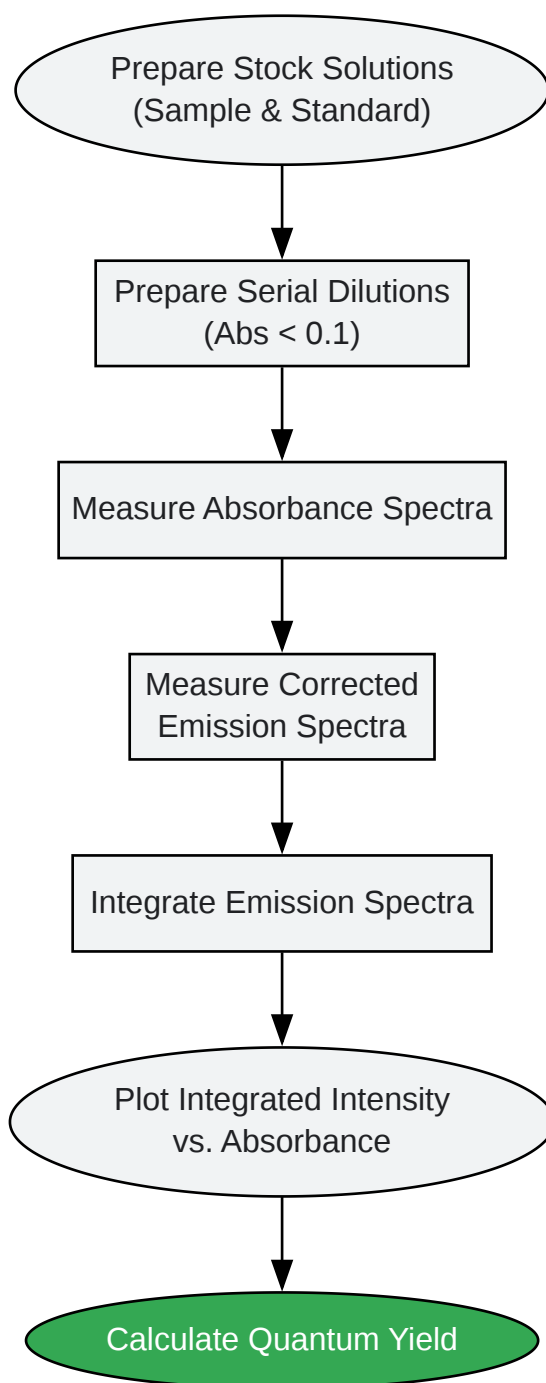 Prepare Stock Solutions
(Sample & Standard)
Prepare Serial Dilutions
(Abs < 0.1)
Measure Absorbance Spectra
Measure Corrected
Emission Spectra
Integrate Emission Spectra
Plot Integrated Intensity
vs. Absorbance
Calculate Quantum Yield